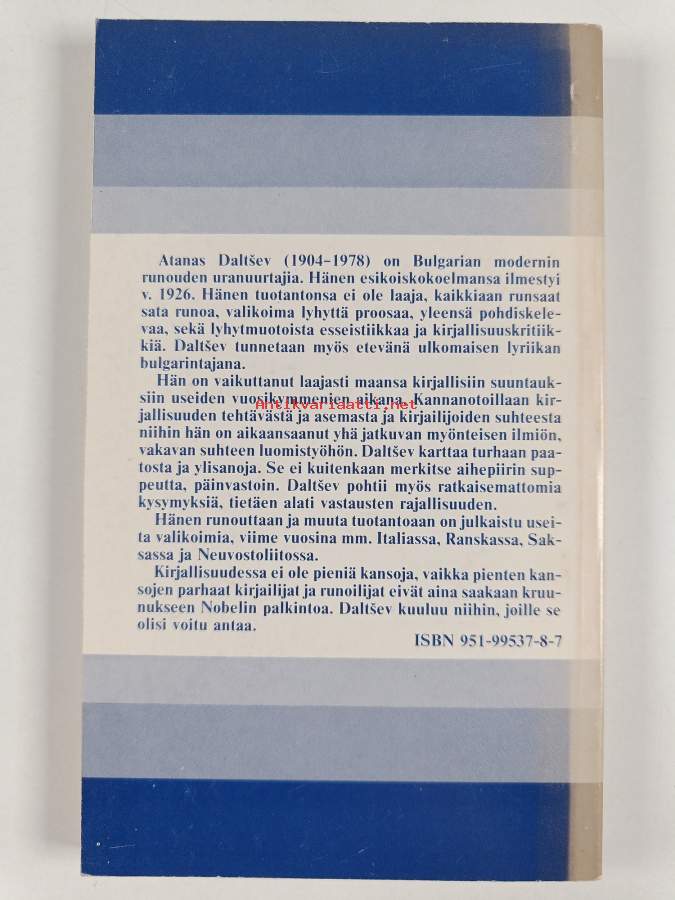 Atanas Daltšev (1904-1978) on Bulgarian modernin
runouden uranuurtajia. Hänen esikoiskokoelmansa ilmestyi
v. 1926. Hänen tuotantonsa ei ole laaja, kaikkiaan runsaat
sata runoa, valikoima lyhyttä proosaa, yleensä pohdiskele-
vaa, sekä lyhytmuotoista esseistiikkaa ja kirjallisuuskritiik-
kiä. Daltšev tunnetaan myös etevänä ulkomaisen lyriikan
bulgarintajana.
Hän on vaikuttanut laajasti maansa kirjallisiin suuntauk-
siin useiden vuosikymmenien aikana. Kannanotoillaan kir-
Antikvariaatti.net
jallisuuden tehtävästä ja asemasta ja kirjailijoiden suhteesta
niihin hän on aikaansaanut yhä jatkuvan myönteisen ilmiön,
vakavan suhteen luomistyöhön. Daltšev karttaa turhaan paa-
tosta ja ylisanoja. Se ei kuitenkaan merkitse aihepiirin sup-
peutta, päinvastoin. Daltšev pohtii myös ratkaisemattomia
kysymyksiä, tietäen alati vastausten rajallisuuden.
Hänen runouttaan ja muuta tuotantoaan on julkaistu usei-
ta valikoimia, viime vuosina mm. Italiassa, Ranskassa, Sak-
sassa ja Neuvostoliitossa.
Kirjallisuudessa ei ole pieniä kansoja, vaikka pienten kan-
sojen parhaat kirjailijat ja runoilijat eivät aina saakaan kruu-
nukseen Nobelin palkintoa. Daltšev kuuluu niihin, joille se
olisi voitu antaa.
ISBN 951-99537-8-7